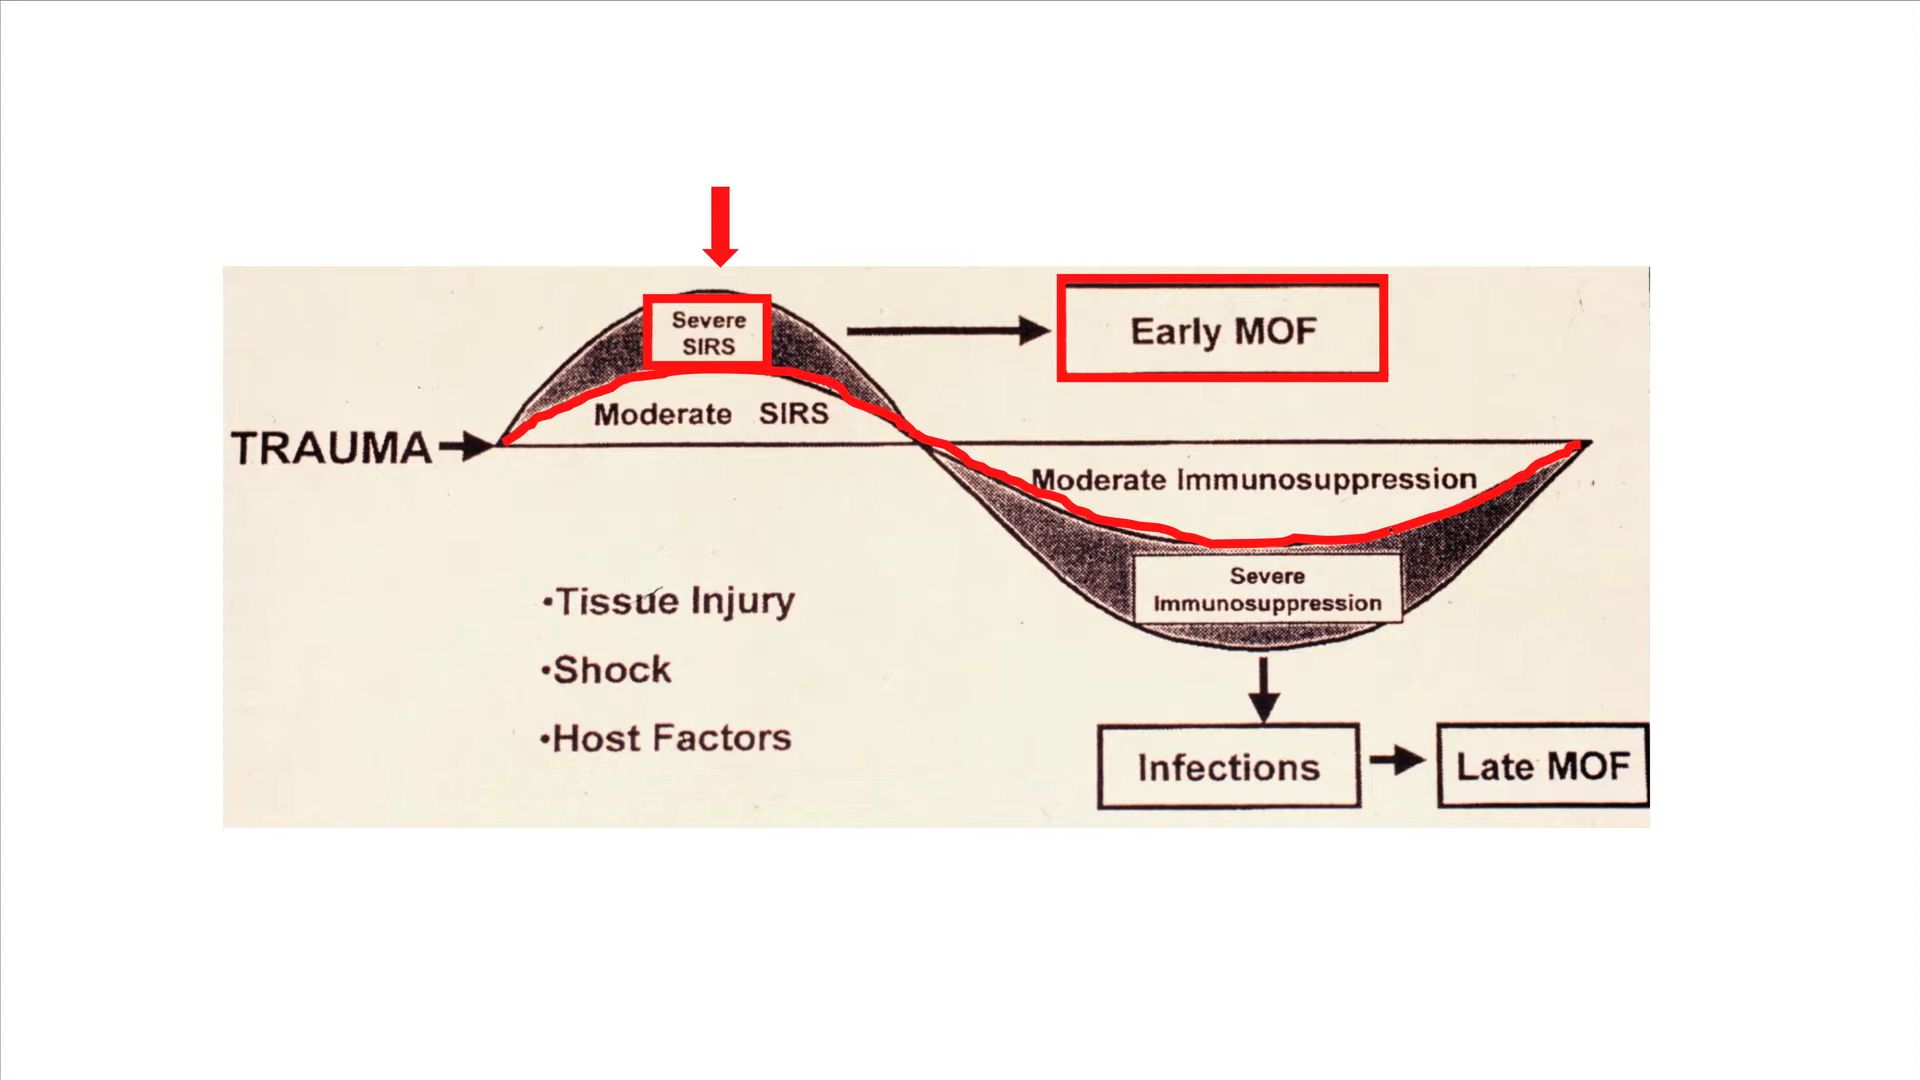 Severe
SIRS
Early MOF
Moderate SIRS
TRAUMA
Moderate Immunosuppression
Severe
Immunosuppression
•Tissue Injury
•Shock
•Host Factors
Infections
Late MOF